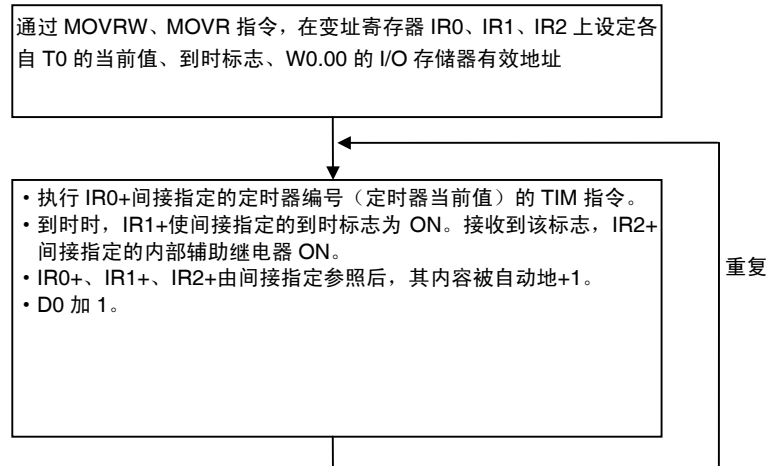 通过 MOVRW、MOVR 指令，在变址寄存器 IR0、IR1、IR2 上设定各
自 T0 的当前值、到时标志、W0.00 的 I/O 存储器有效地址
・执行 IR0+间接指定的定时器编号（定时器当前值）的 TIM 指令。
・到时时，IR1+使间接指定的到时标志为 ON。接收到该标志，IR2+
间接指定的内部辅助继电器 ON。
・IR0+、IR1+、IR2+由间接指定参照后，其内容被自动地+1。
・D0 加 1。
重复